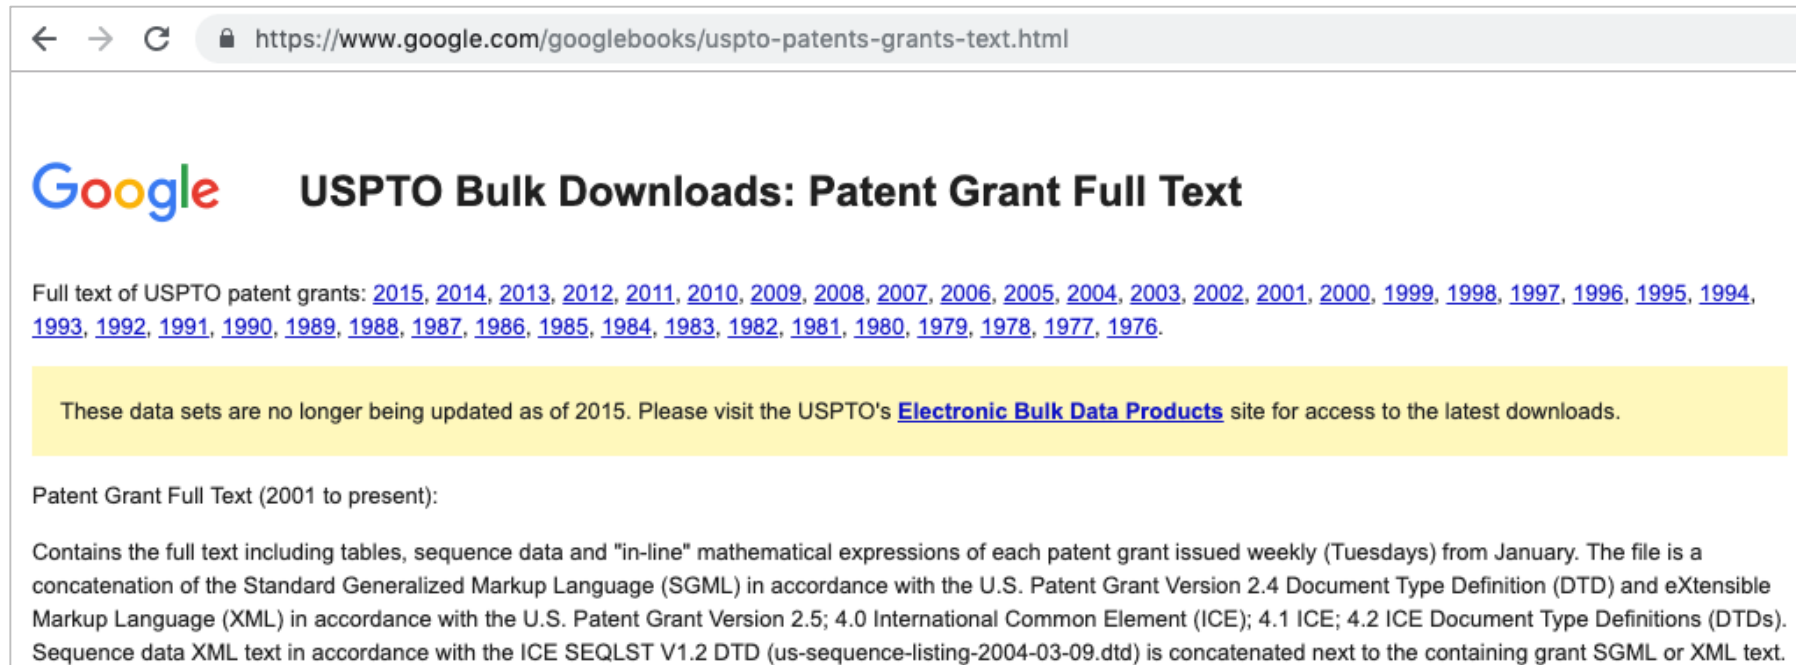 https://www.google.com/googlebooks/uspto-patents-grants-text.html
Google USPTO Bulk Downloads: Patent Grant Full Text
Full text of USPTO patent grants: 2015, 2014, 2013, 2012, 2011, 2010, 2009, 2008, 2007, 2006, 2005, 2004, 2003, 2002, 2001, 2000, 1999, 1998, 1997, 1996, 1995, 1994,
1993, 1992, 1991, 1990, 1989, 1988, 1987, 1986, 1985, 1984, 1983, 1982, 1981, 1980, 1979, 1978, 1977, 1976.
These data sets are no longer being updated as of 2015. Please visit the USPTO's Electronic Bulk Data Products site for access to the latest downloads.
Patent Grant Full Text (2001 to present):
Contains the full text including tables, sequence data and "in-line" mathematical expressions of each patent grant issued weekly (Tuesdays) from January. The file is a
concatenation of the Standard Generalized Markup Language (SGML) in accordance with the U.S. Patent Grant Version 2.4 Document Type Definition (DTD) and eXtensible
Markup Language (XML) in accordance with the U.S. Patent Grant Version 2.5; 4.0 International Common Element (ICE); 4.1 ICE; 4.2 ICE Document Type Definitions (DTDs).
Sequence data XML text in accordance with the ICE SEQLST V1.2 DTD (us-sequence-listing-2004-03-09.dtd) is concatenated next to the containing grant SGML or XML text.